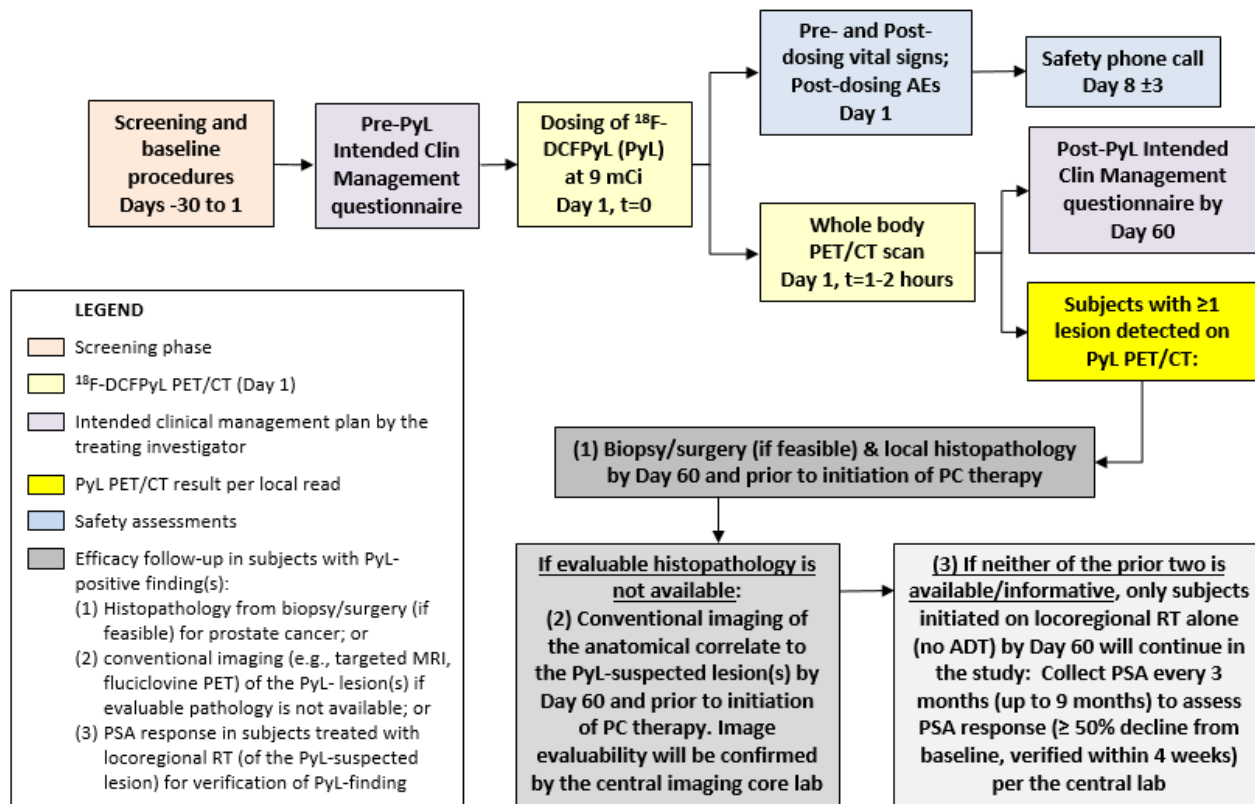 Screening and
baseline
procedures
Days -30 to 1
Pre-PyL
Intended Clin
Management
questionnaire
Dosing of ¹⁸F-
DCFPyL (PyL)
at 9 mCi
Day 1, t=0
Pre- and Post-
dosing vital signs;
Post-dosing AEs
Day 1
Safety phone call
Day 8 ±3
Whole body
PET/CT scan
Day 1, t=1-2 hours
Post-PyL Intended
Clin Management
questionnaire by
Day 60
Subjects with ≥1
lesion detected on
PyL PET/CT:
(1) Biopsy/surgery (if feasible) & local histopathology
by Day 60 and prior to initiation of PC therapy
If evaluable histopathology is
not available:
(2) Conventional imaging of
the anatomical correlate to
the PyL-suspected lesion(s) by
Day 60 and prior to initiation
of PC therapy. Image
evaluability will be confirmed
by the central imaging core lab
(3) If neither of the prior two is
available/informative, only subjects
initiated on locoregional RT alone
(no ADT) by Day 60 will continue in
the study: Collect PSA every 3
months (up to 9 months) to assess
PSA response (≥ 50% decline from
baseline, verified within 4 weeks)
per the central lab
LEGEND
Screening phase
¹⁸F-DCFPyL PET/CT (Day 1)
Intended clinical management plan by the
treating investigator
PyL PET/CT result per local read
Safety assessments
Efficacy follow-up in subjects with PyL-
positive finding(s):
(1) Histopathology from biopsy/surgery (if
feasible) for prostate cancer; or
(2) conventional imaging (e.g., targeted MRI,
fluciclovine PET) of the PyL- lesion(s) if
evaluable pathology is not available; or
(3) PSA response in subjects treated with
locoregional RT (of the PyL-suspected
lesion) for verification of PyL-finding